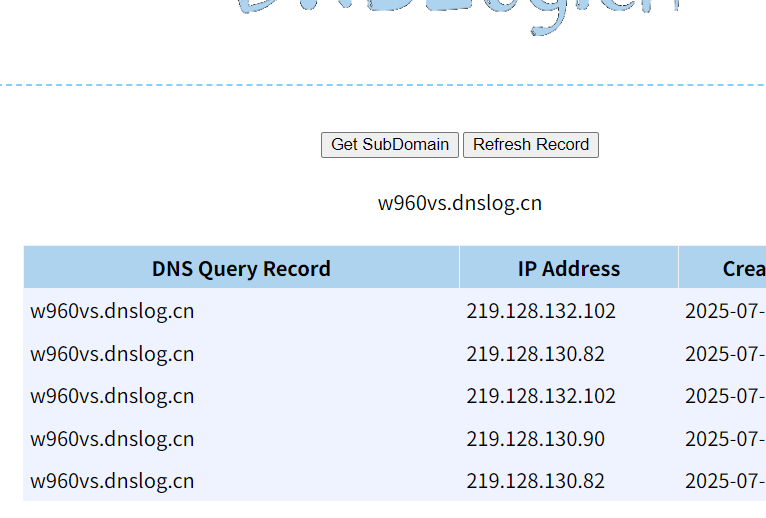 Get SubDomain Refresh Record
w960vs.dnslog.cn
DNS Query Record IP Address Crea
w960vs.dnslog.cn 219.128.132.102 2025-07-
w960vs.dnslog.cn 219.128.130.82 2025-07-
w960vs.dnslog.cn 219.128.132.102 2025-07-
w960vs.dnslog.cn 219.128.130.90 2025-07-
w960vs.dnslog.cn 219.128.130.82 2025-07-